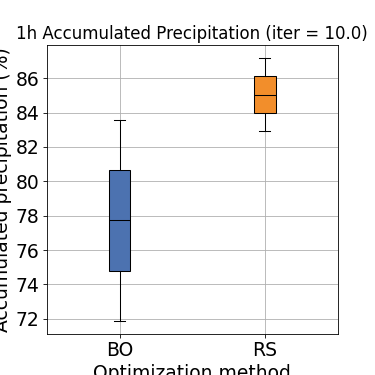 1h Accumulated Precipitation (iter = 10.0)
Accumulated precipitation (%)
86
84
82
80
78
76
74
72
BO RS
Optimization method